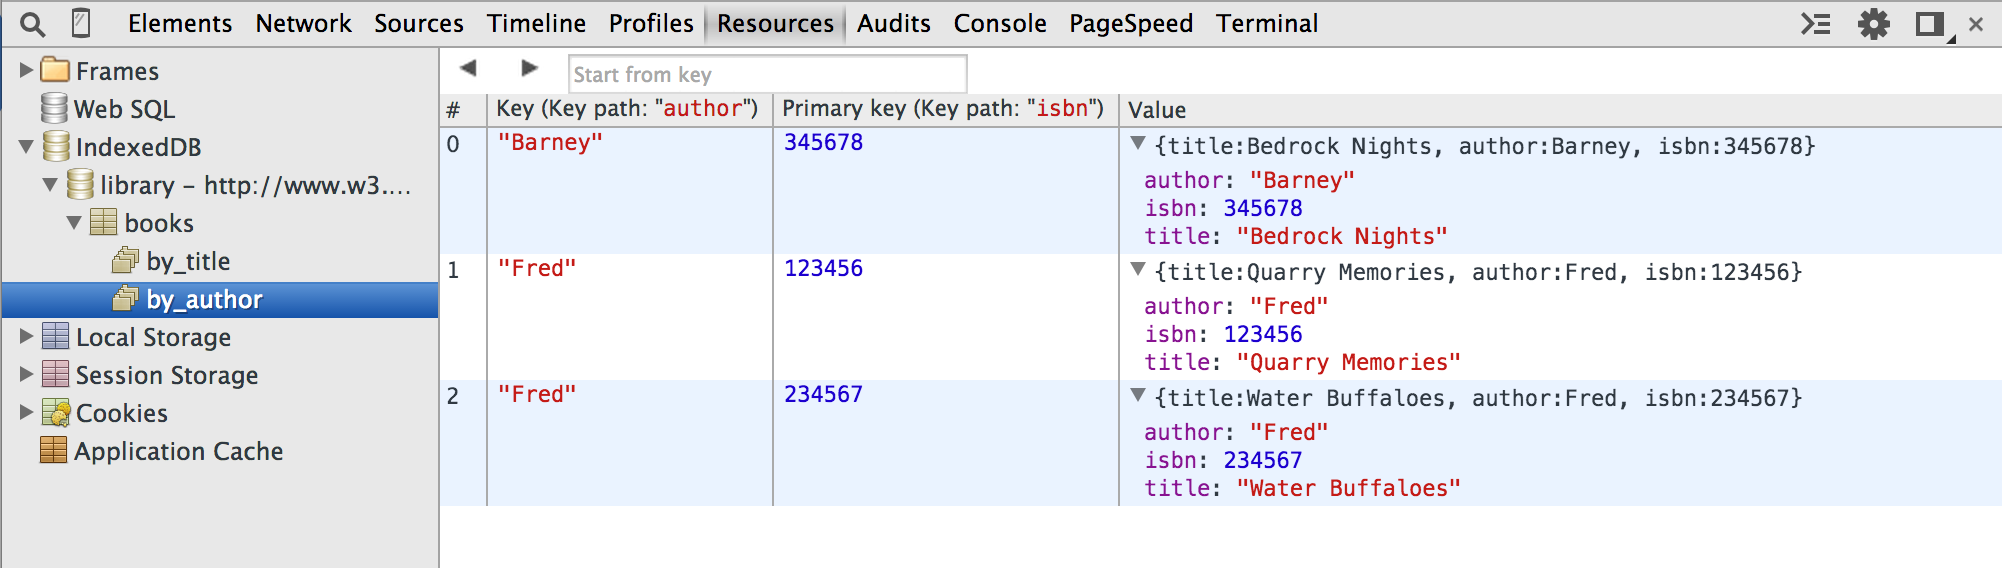 Elements Network Sources Timeline Profiles Resources Audits Console PageSpeed Terminal
Frames
Web SQL
IndexedDB
library – http://www.w3....
books
by_title
by_author
Local Storage
Session Storage
Cookies
Application Cache
Start from key
# Key (Key path: "author") Primary key (Key path: "isbn") Value
0 "Barney" 345678 {title:Bedrock Nights, author:Barney, isbn:345678}
author: "Barney"
isbn: 345678
title: "Bedrock Nights"
1 "Fred" 123456 {title:Quarry Memories, author:Fred, isbn:123456}
author: "Fred"
isbn: 123456
title: "Quarry Memories"
2 "Fred" 234567 {title:Water Buffaloes, author:Fred, isbn:234567}
author: "Fred"
isbn: 234567
title: "Water Buffaloes"